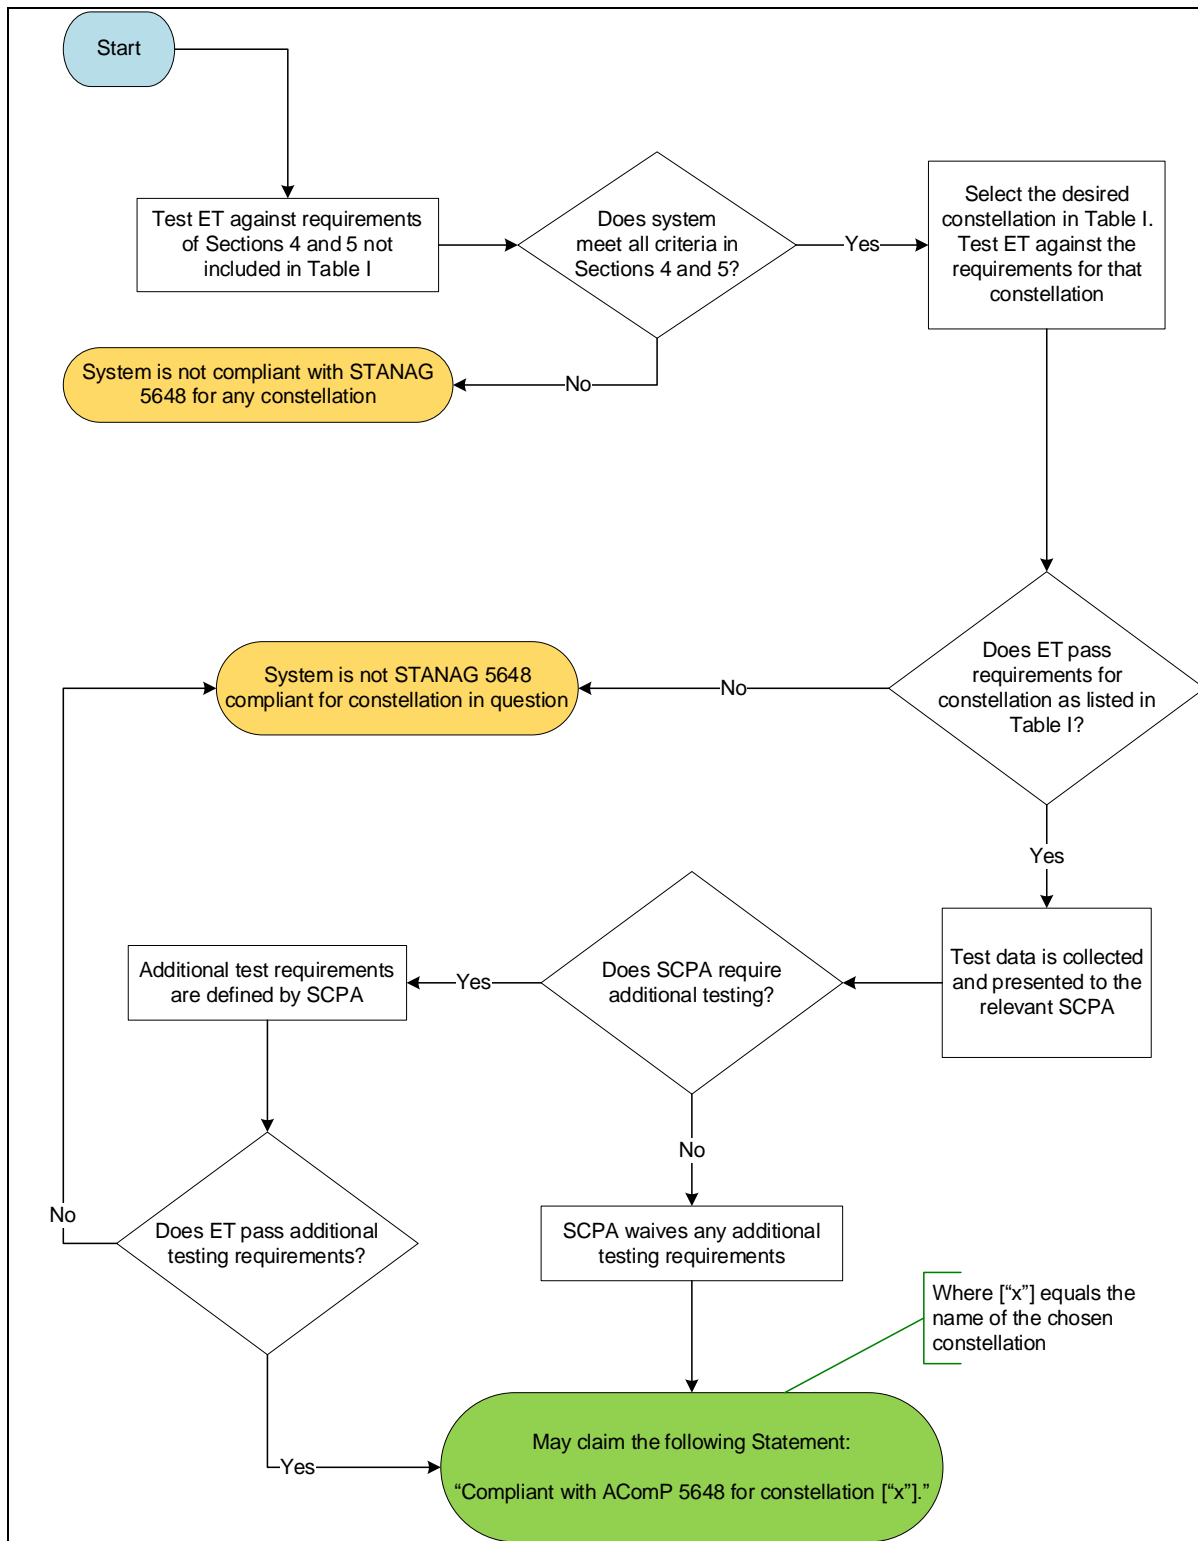 Start
Test ET against requirements
of Sections 4 and 5 not
included in Table I
Does system
meet all criteria in
Sections 4 and 5?
Yes
Select the desired
constellation in Table I.
Test ET against the
requirements for that
constellation
No
System is not compliant with STANAG
5648 for any constellation
Does ET pass
requirements for
constellation as listed in
Table I?
No
System is not STANAG 5648
compliant for constellation in question
Yes
Test data is collected
and presented to the
relevant SCPA
Does SCPA require
additional testing?
Yes
Additional test requirements
are defined by SCPA
No
SCPA waives any additional
testing requirements
Does ET pass additional
testing requirements?
No
Yes
Where [“x”] equals the
name of the chosen
constellation
May claim the following Statement:
“Compliant with AComP 5648 for constellation [“x”].”